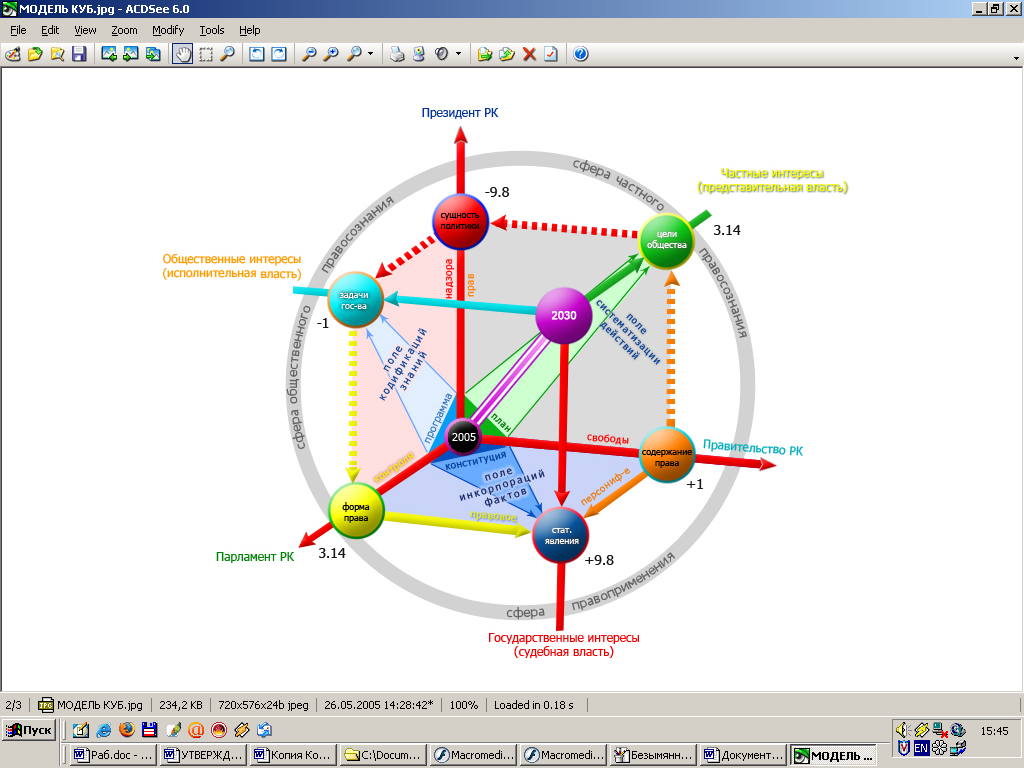 МОДЕЛЬ КУБ.jpg - ACDSee 6.0
File Edit View Zoom Modify Tools Help
Президент РК
сфера частного
правосознания
Частные интересы
(представительная власть)
-9.8
сущность
политики
3.14
цели
общества
правосознания
Общественные интересы
(исполнительная власть)
надзора
прав
задачи
гос-ва
-1
2030
поле
систематизации
действий
сфера общественного
поле
кодификаций
знаний
программа
план
2005
свободы
Правительство РК
содержание
права
+1
контроля
конституция
поле
инкорпораций
фактов
персониф-е
форма
права
правовое
стат.
явления
3.14
Парламент РК
+9.8
сфера
правоприменения
Государственные интересы
(судебная власть)
2/3 МОДЕЛЬ КУБ.jpg 234,2 KB 720x576x24b jpeg 26.05.2005 14:28:42* 100% Loaded in 0.18 s
Пуск
15:45
Раб.doc - ... УТВЕРЖД... Копия Ко... C:\Docum... Macromedi... Macromedi... Безымянн... Документ... МОДЕЛЬ ...
EN